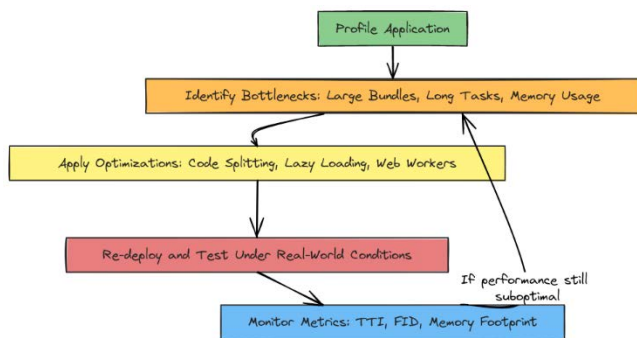 Profile Application
Identify Bottlenecks: Large Bundles, Long Tasks, Memory Usage
Apply Optimizations: Code Splitting, Lazy Loading, Web Workers
Re-deploy and Test Under Real-World Conditions
If performance still
suboptimal
Monitor Metrics: TTI, FID, Memory Footprint